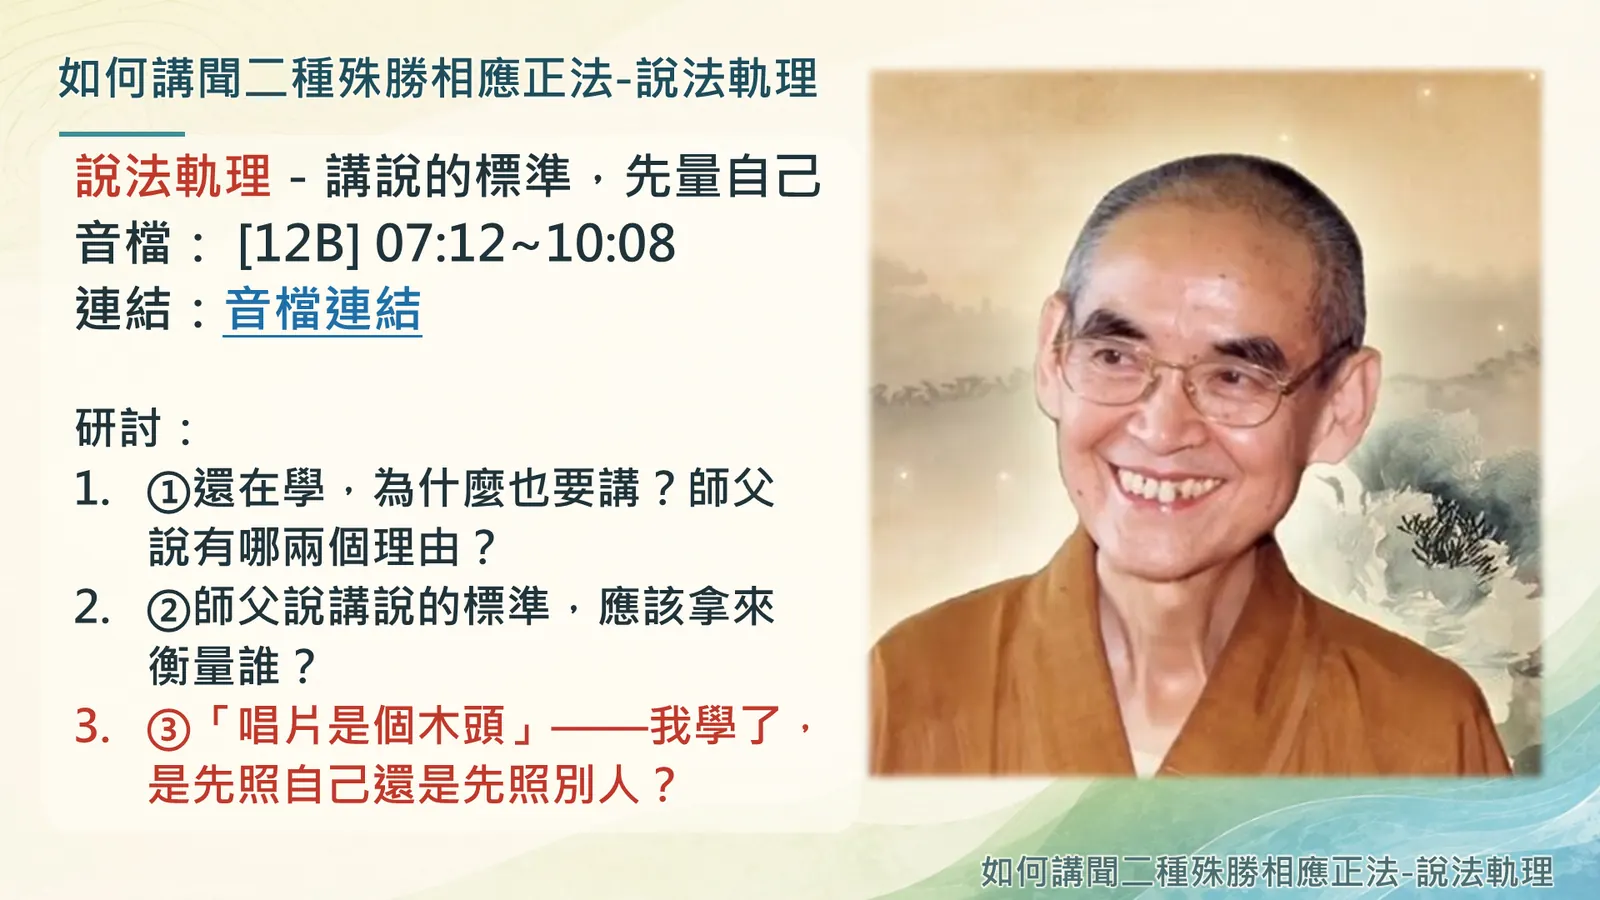 如何講聞二種殊勝相應正法-說法軌理
說法軌理 - 講說的標準，先量自己
音檔： [12B] 07:12~10:08
連結：音檔連結
研討：
1. ①還在學，為什麼也要講？師父
說有哪兩個理由？
2. ②師父說講說的標準，應該拿來
衡量誰？
3. ③「唱片是個木頭」——我學了，
是先照自己還是先照別人？
如何講聞二種殊勝相應正法-說法軌理